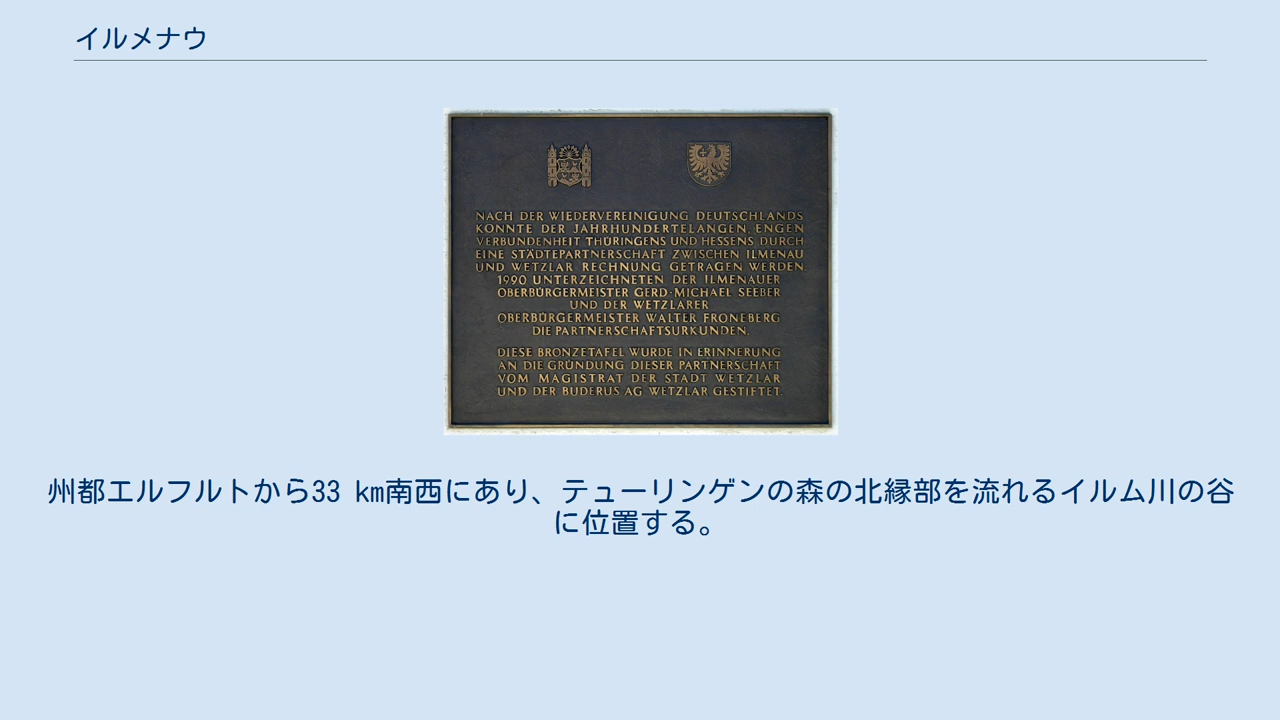 イルメナウ
NACH DER WIEDERVEREINIGUNG DEUTSCHLANDS
KONNTE DER JAHRHUNDERTELANGEN, ENGEN
VERBUNDENHEIT THÜRINGENS UND HESSENS DURCH
EINE STÄDTEPARTNERSCHAFT ZWISCHEN ILMENAU
UND WETZLAR RECHNUNG GETRAGEN WERDEN.
1990 UNTERZEICHNETEN DER ILMENAUER
OBERBÜRGERMEISTER GERD-MICHAEL SEEBER
UND DER WETZLARER
OBERBÜRGERMEISTER WALTER FRONEBERG
DIE PARTNERSCHAFTSURKUNDEN.
DIESE BRONZETAFEL WURDE IN ERINNERUNG
AN DIE GRÜNDUNG DIESER PARTNERSCHAFT
VOM MAGISTRAT DER STADT WETZLAR
UND DER BUDERUS AG WETZLAR GESTIFTET.
州都エルフルトから33 km南西にあり、テューリンゲンの森の北縁部を流れるイルム川の谷
に位置する。